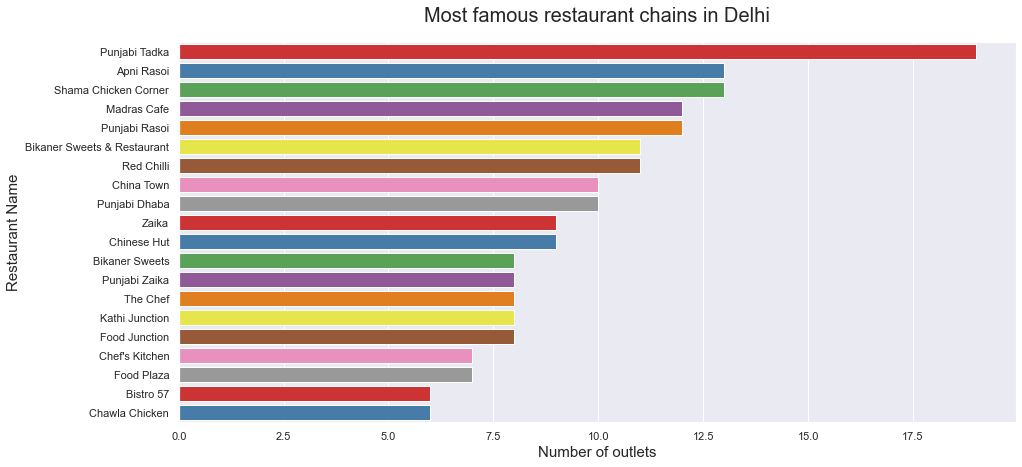 Most famous restaurant chains in Delhi
Restaurant Name
Punjabi Tadka
Apni Rasoi
Shama Chicken Corner
Madras Cafe
Punjabi Rasoi
Bikaner Sweets & Restaurant
Red Chilli
China Town
Punjabi Dhaba
Zaika
Chinese Hut
Bikaner Sweets
Punjabi Zaika
The Chef
Kathi Junction
Food Junction
Chef's Kitchen
Food Plaza
Bistro 57
Chawla Chicken
0.0 2.5 5.0 7.5 10.0 12.5 15.0 17.5
Number of outlets